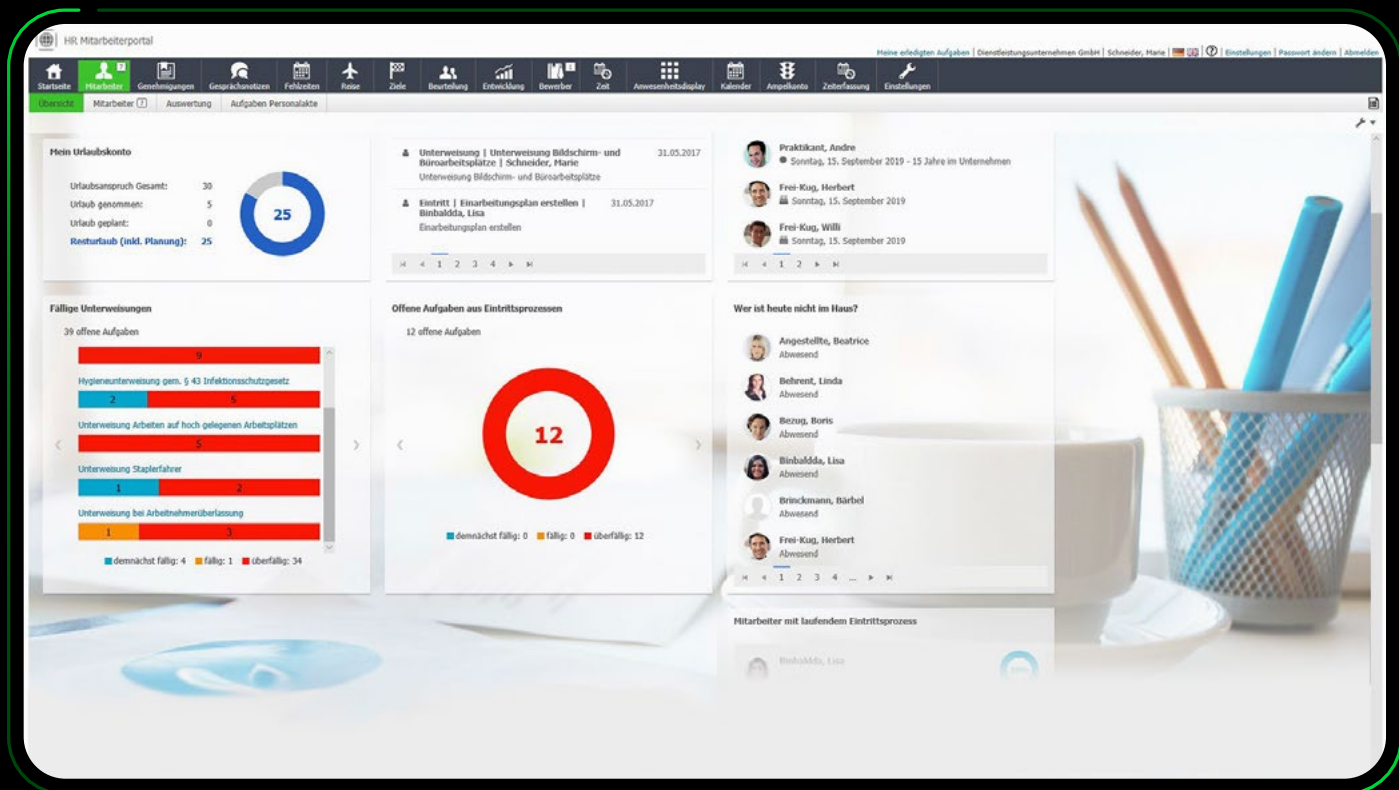 HR Mitarbeiterportal
Meine erledigten Aufgaben | Dienstleistungsunternehmen GmbH | Schneider, Marie | ? | Einstellungen | Passwort ändern | Abmelden
Startseite Mitarbeiter 7 Genehmigungen Gesprächsnotizen Fehlzeiten Reise Ziele Beurteilung Entwicklung Bewerber 1 Zeit Anwesenheitsdisplay Kalender Ampelkonto Zeiterfassung Einstellungen
Übersicht Mitarbeiter 7 Auswertung Aufgaben Personalakte
Mein Urlaubskonto
Urlaubsanspruch Gesamt: 30
Urlaub genommen: 5
Urlaub geplant: 0
Resturlaub (inkl. Planung): 25
25
Unterweisung | Unterweisung Bildschirm- und 31.05.2017
Büroarbeitsplätze | Schneider, Marie
Unterweisung Bildschirm- und Büroarbeitsplätze
Eintritt | Einarbeitungsplan erstellen | 31.05.2017
Binbaldda, Lisa
Einarbeitungsplan erstellen
1 2 3 4
Praktikant, Andre
Sonntag, 15. September 2019 - 15 Jahre im Unternehmen
Frei-Kug, Herbert
Sonntag, 15. September 2019
Frei-Kug, Willi
Sonntag, 15. September 2019
1 2
Fällige Unterweisungen
39 offene Aufgaben
9
Hygieneunterweisung gem. § 43 Infektionsschutzgesetz
2 5
Unterweisung Arbeiten auf hoch gelegenen Arbeitsplätzen
5
Unterweisung Staplerfahrer
1 2
Unterweisung bei Arbeitnehmerüberlassung
1 3
demnächst fällig: 4 fällig: 1 überfällig: 34
Offene Aufgaben aus Eintrittsprozessen
12 offene Aufgaben
12
demnächst fällig: 0 fällig: 0 überfällig: 12
Wer ist heute nicht im Haus?
Angestellte, Beatrice
Abwesend
Behrent, Linda
Abwesend
Bezug, Boris
Abwesend
Binbaldda, Lisa
Abwesend
Brinckmann, Bärbel
Abwesend
Frei-Kug, Herbert
Abwesend
1 2 3 4 ...
Mitarbeiter mit laufendem Eintrittsprozess
Binbaldda, Lisa